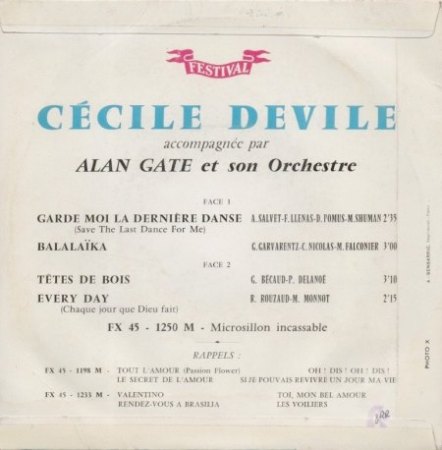 FESTIVAL
CÉCILE DEVILE
accompagnée par
ALAN GATE et son Orchestre
FACE 1
GARDE MOI LA DERNIÈRE DANSE A. SALVET-F. LLENAS-D. POMUS-M. SHUMAN 2'35
(Save The Last Dance For Me)
BALALAÏKA G. GARVARENTZ-C. NICOLAS-M. FALCONIER 3'00
FACE 2
TÊTES DE BOIS G. BÉCAUD-P. DELANOË 3'10
EVERY DAY R. ROUZAUD-M. MONNOT 2'15
(Chaque jour que Dieu fait)
FX 45 - 1250 M - Microsillon incassable
RAPPELS :
FX 45 - 1198 M - TOUT L'AMOUR (Passion Flower) OH ! DIS ! OH ! DIS !
LE SECRET DE L'AMOUR SI JE POUVAIS REVIVRE UN JOUR MA VIE
FX 45 - 1233 M - VALENTINO TOI, MON BEL AMOUR
RENDEZ-VOUS A BRASILIA LES VOILIERS
PHOTO X